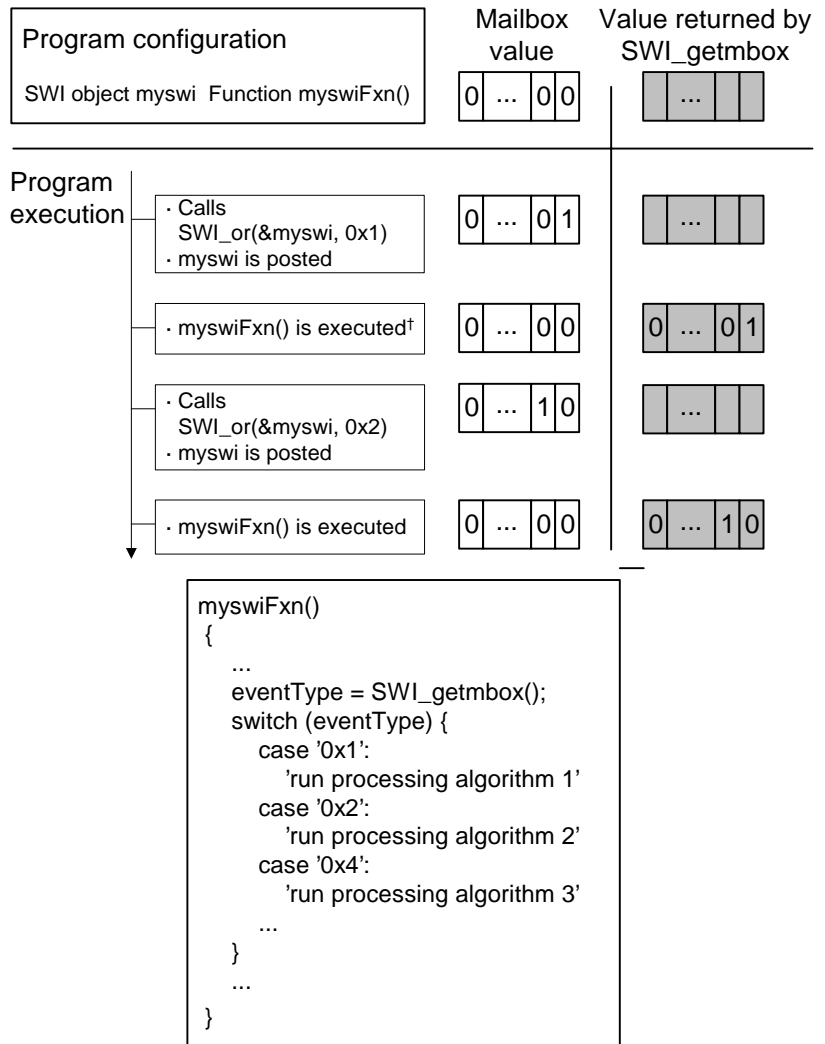 Program configuration
SWI object myswi Function myswiFxn()
Mailbox
value
Value returned by
SWI_getmbox
0 ... 0 0
...
Program
execution
· Calls
SWI_or(&myswi, 0x1)
· myswi is posted
0 ... 0 1
...
· myswiFxn() is executed†
0 ... 0 0
0 ... 0 1
· Calls
SWI_or(&myswi, 0x2)
· myswi is posted
0 ... 1 0
...
· myswiFxn() is executed
0 ... 0 0
0 ... 1 0
myswiFxn()
{
...
eventType = SWI_getmbox();
switch (eventType) {
case '0x1':
'run processing algorithm 1'
case '0x2':
'run processing algorithm 2'
case '0x4':
'run processing algorithm 3'
...
}
...
}